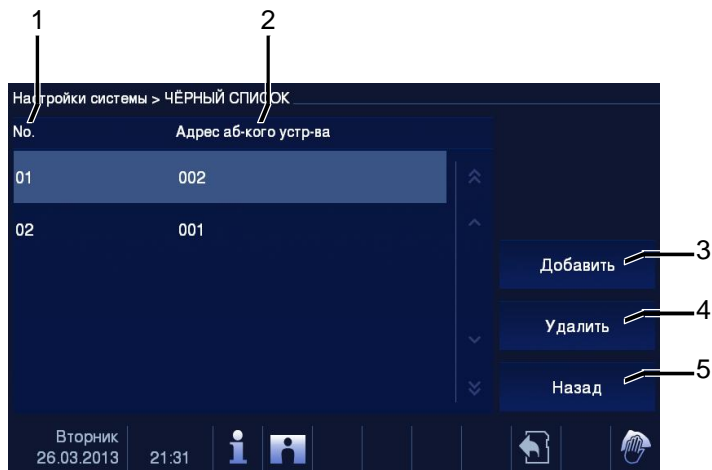 1 2
Настройки системы > ЧЁРНЫЙ СПИСОК
No. Адрес аб-кого устр-ва
01 002
02 001
Добавить 3
Удалить 4
Назад 5
Вторник
26.03.2013 21:31